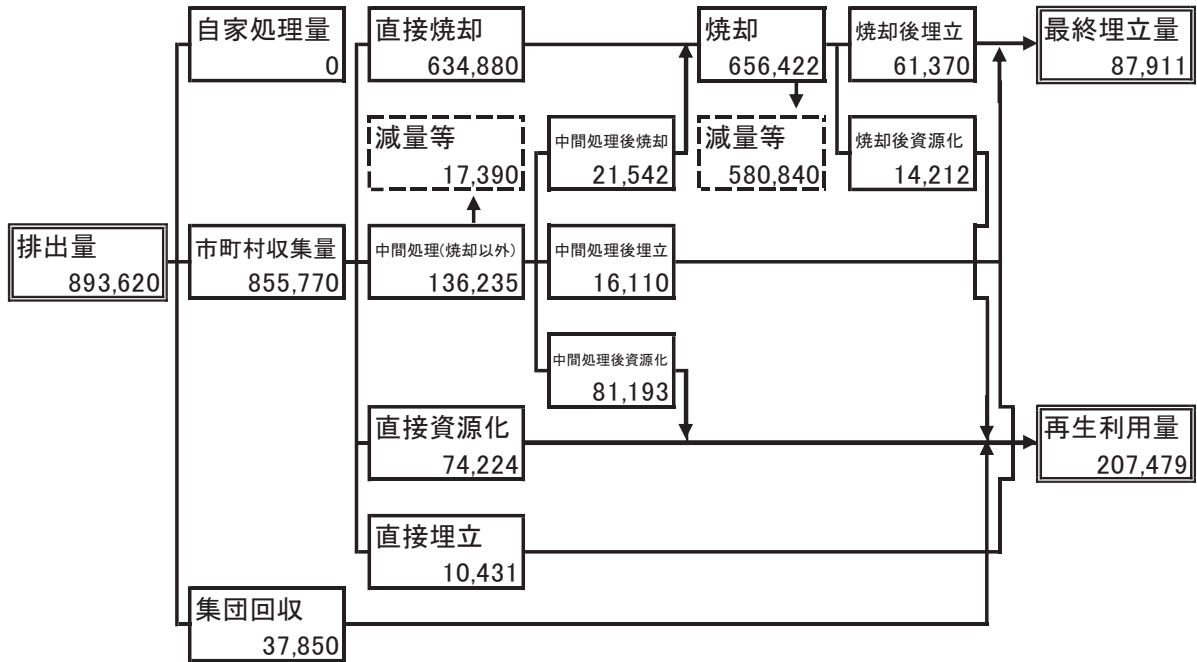 自家処理量
0
直接焼却
634,880
焼却
656,422
焼却後埋立
61,370
最終埋立量
87,911
減量等
17,390
中間処理後焼却
21,542
減量等
580,840
焼却後資源化
14,212
排出量
893,620
市町村収集量
855,770
中間処理(焼却以外)
136,235
中間処理後埋立
16,110
中間処理後資源化
81,193
直接資源化
74,224
再生利用量
207,479
直接埋立
10,431
集団回収
37,850